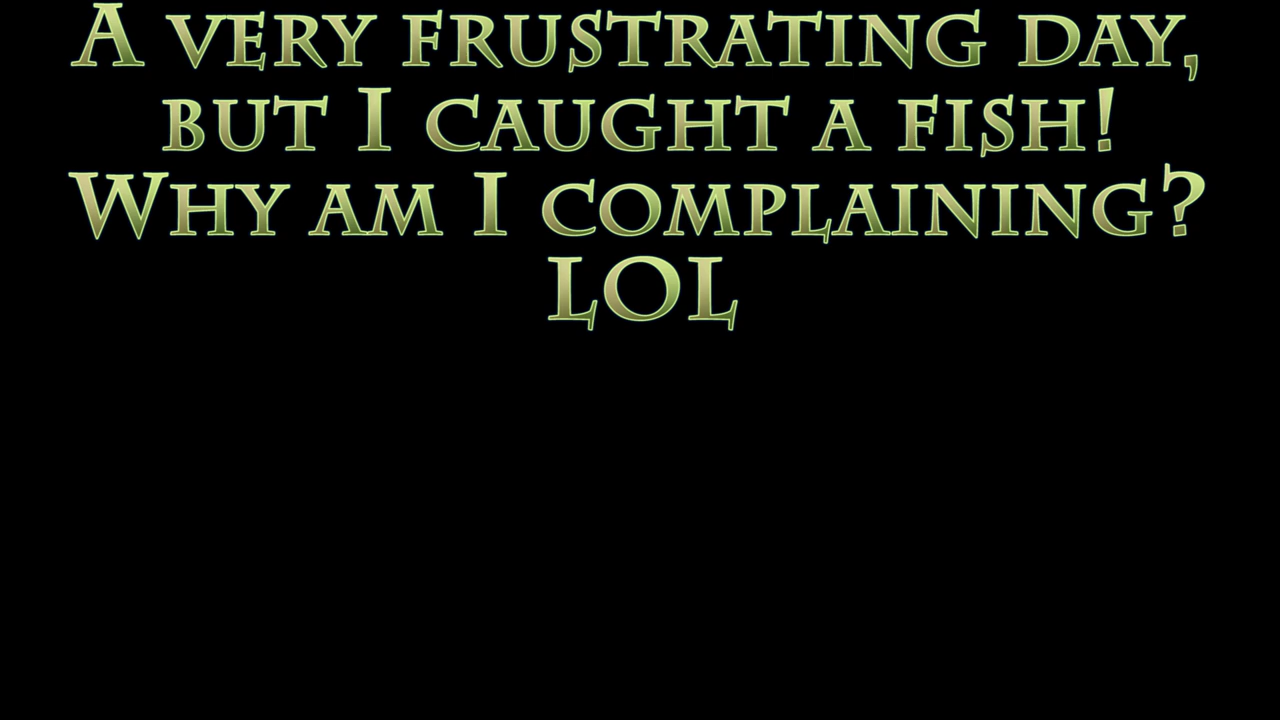 A very frustrating day,
but I caught a fish!
Why am I complaining?
LOL